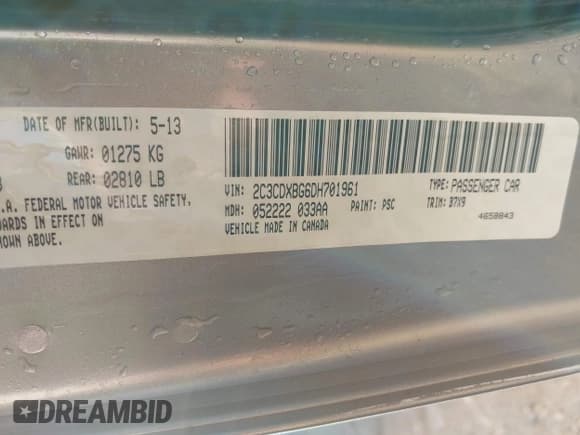 DATE OF MFR(BUILT): 5-13
GAWR: 01275 KG
REAR: 02810 LB
.A. FEDERAL MOTOR VEHICLE SAFETY,
ARDS IN EFFECT ON
HOWN ABOVE.
VIN: 2C3CDXBG6DH701961
MDH: 052222 033AA PAINT: PSC
VEHICLE MADE IN CANADA
TYPE: PASSENGER CAR
TRIM: B7X9
4658843
DREAMBID